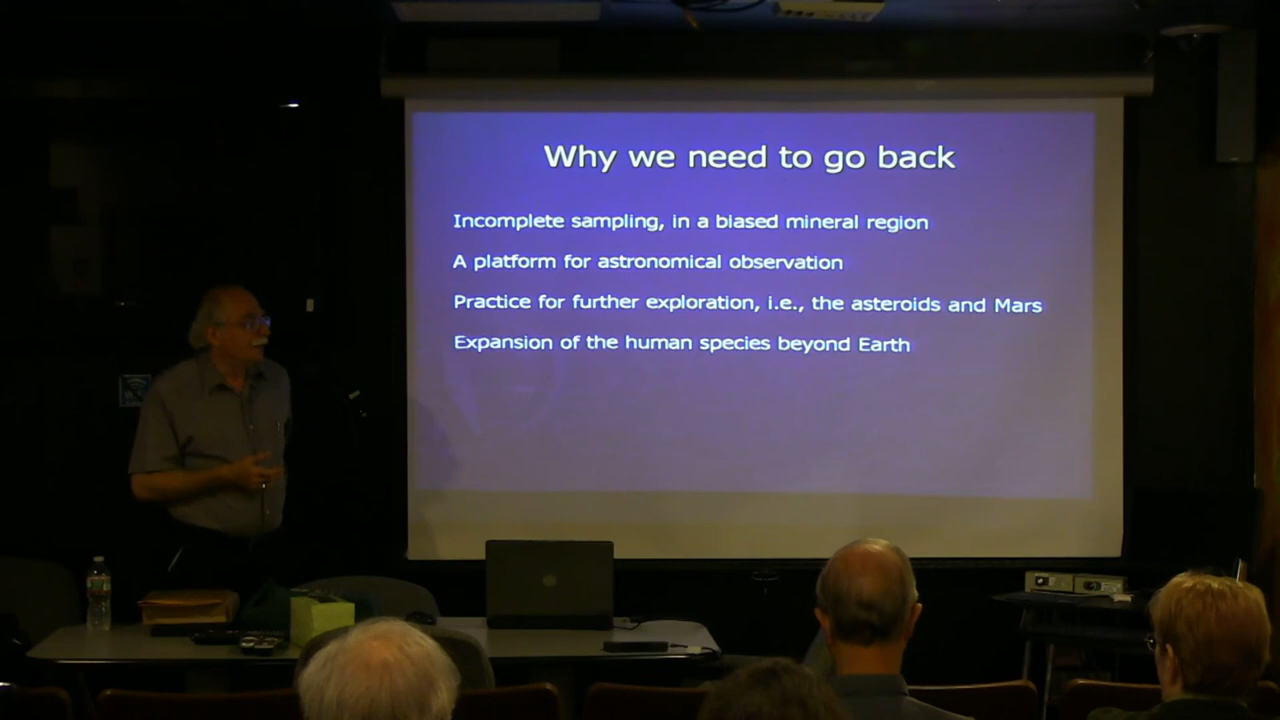 Why we need to go back
Incomplete sampling, in a biased mineral region
A platform for astronomical observation
Practice for further exploration, i.e., the asteroids and Mars
Expansion of the human species beyond Earth